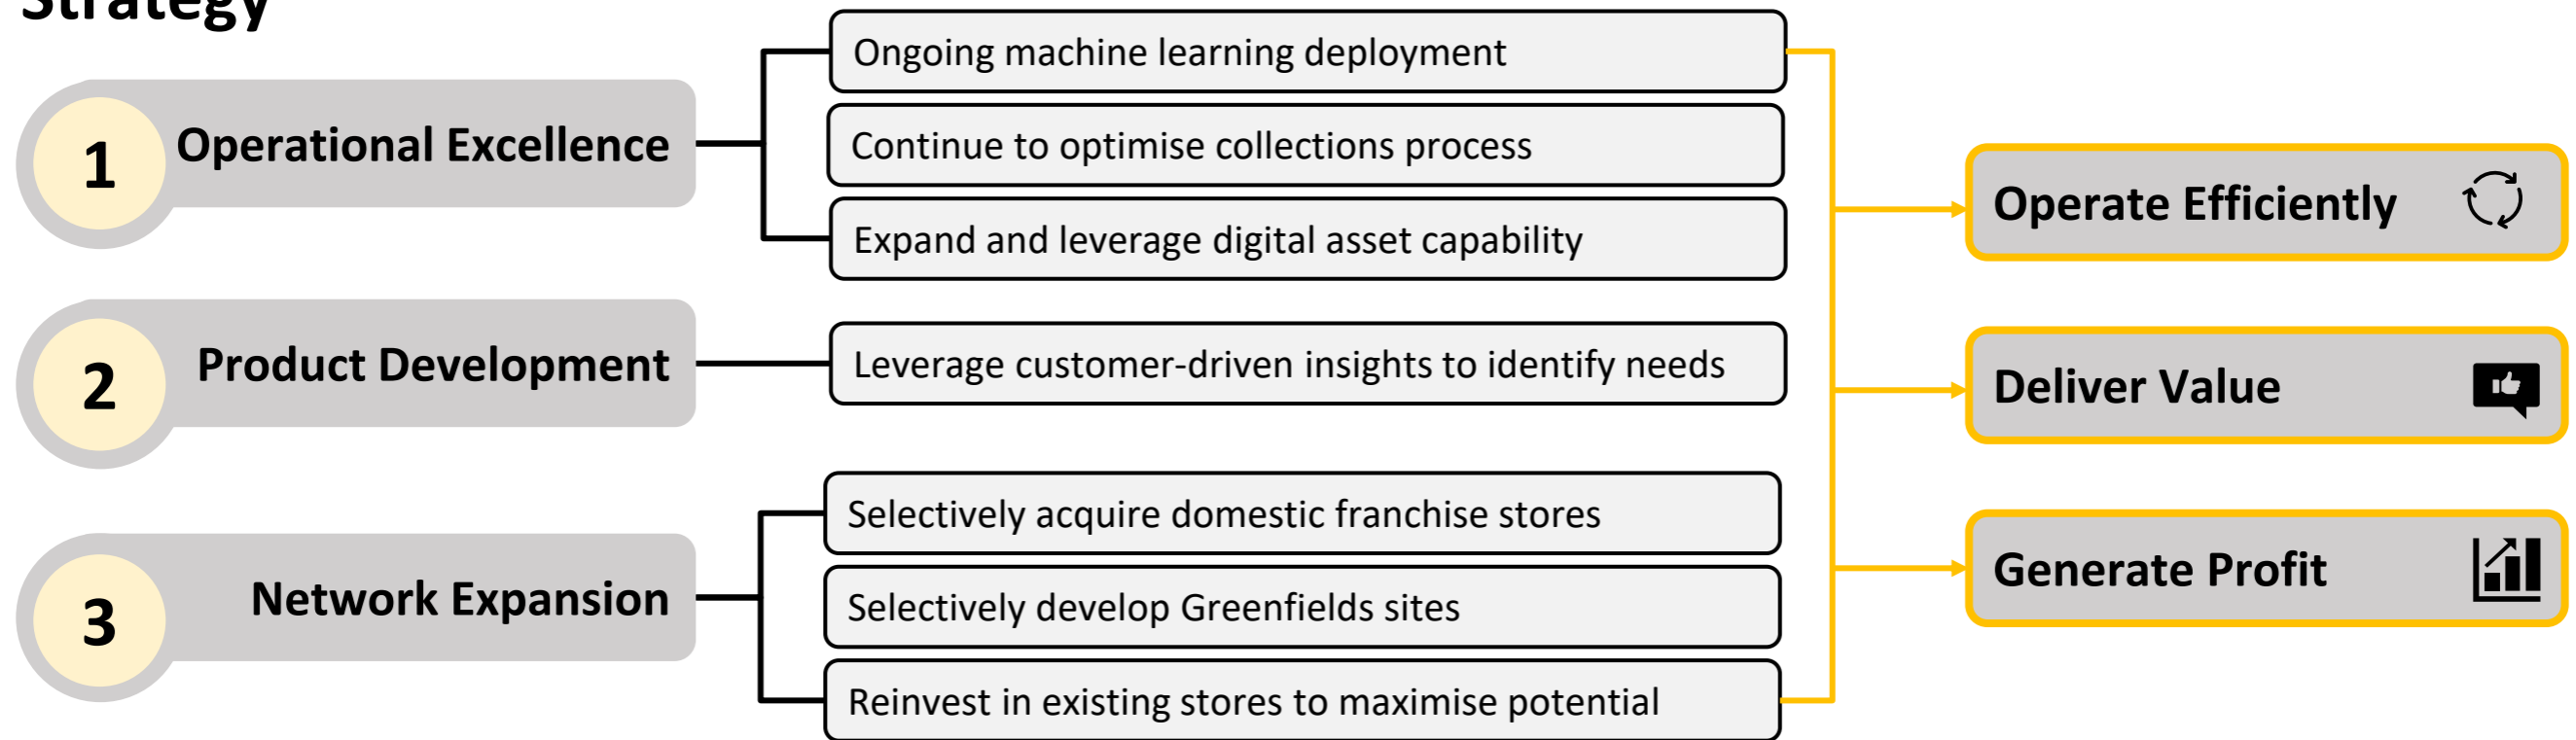 Strategy
1
Operational Excellence
Ongoing machine learning deployment
Continue to optimise collections process
Expand and leverage digital asset capability
2
Product Development
Leverage customer-driven insights to identify needs
3
Network Expansion
Selectively acquire domestic franchise stores
Selectively develop Greenfields sites
Reinvest in existing stores to maximise potential
Operate Efficiently
Deliver Value
Generate Profit